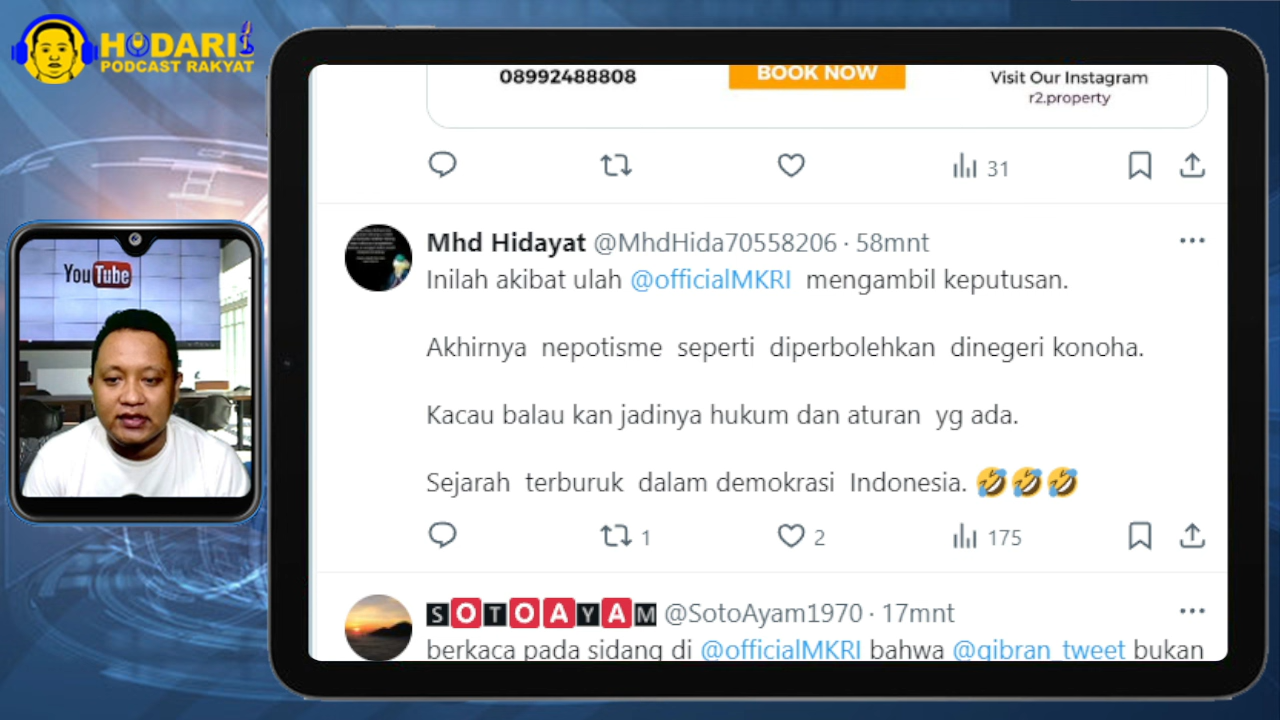 HODARI
PODCAST RAKYAT
YouTube
08992488808
BOOK NOW
Visit Our Instagram
r2.property
31
Mhd Hidayat @MhdHida70558206 · 58mnt
Inilah akibat ulah @officialMKRI mengambil keputusan.
Akhirnya nepotisme seperti diperbolehkan dinegeri konoha.
Kacau balau kan jadinya hukum dan aturan yg ada.
Sejarah terburuk dalam demokrasi Indonesia. 🤣🤣🤣
1
2
175
SOTOAYAM @SotoAyam1970 · 17mnt
berkaca pada sidang di @officialMKRI bahwa @gibran_tweet bukan